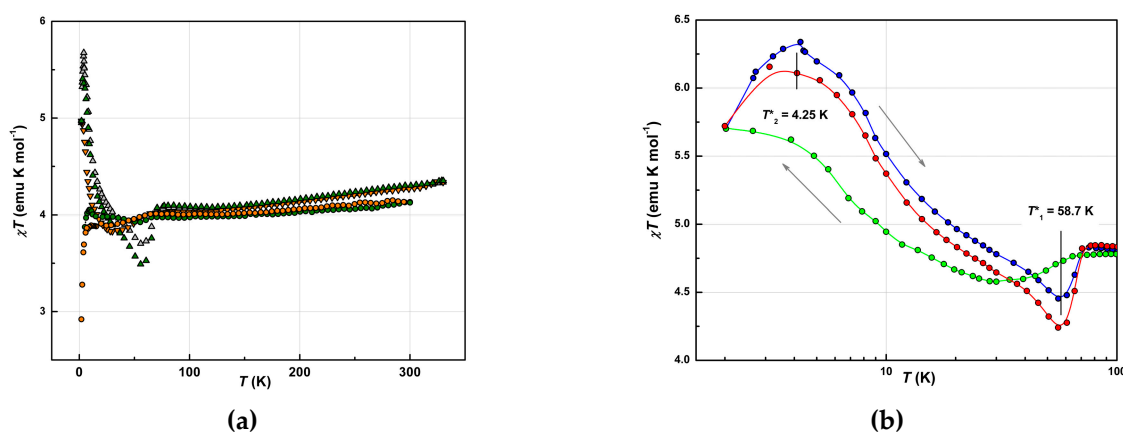 6
5
4
3
0
100
200
300
χT (emu K mol⁻¹)
T (K)
(a)
6.5
6.0
5.5
5.0
4.5
4.0
10
100
χT (emu K mol⁻¹)
T (K)
T*₂ = 4.25 K
T*₁ = 58.7 K
(b)